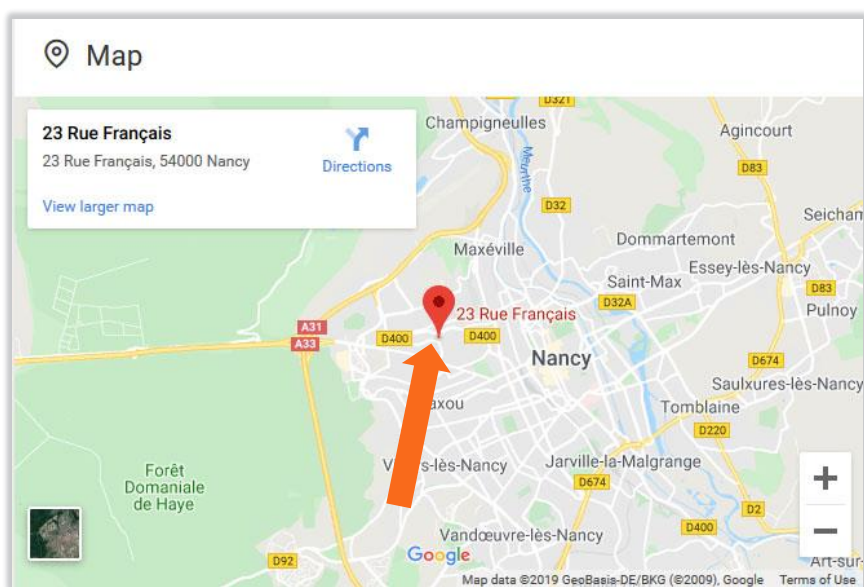 Map
23 Rue Français
23 Rue Français, 54000 Nancy
Directions
View larger map
D321
Champigneulles
Agincourt
Meurthe
D83
D32
Seicham
Dommartemont
Maxéville
Essey-lès-Nancy
Saint-Max
D83
D32A
23 Rue Français
Pulnoy
A31
D400
D400
A33
Nancy
D674
Saulxures-lès-Nancy
Tomblaine
D220
Jarville-la-Malgrange
Forêt
Domaniale
de Haye
D674
+
D2
D400
−
Vandœuvre-lès-Nancy
Google
D92
Art-sur-
Map data ©2019 GeoBasis-DE/BKG (©2009), Google
Terms of Use